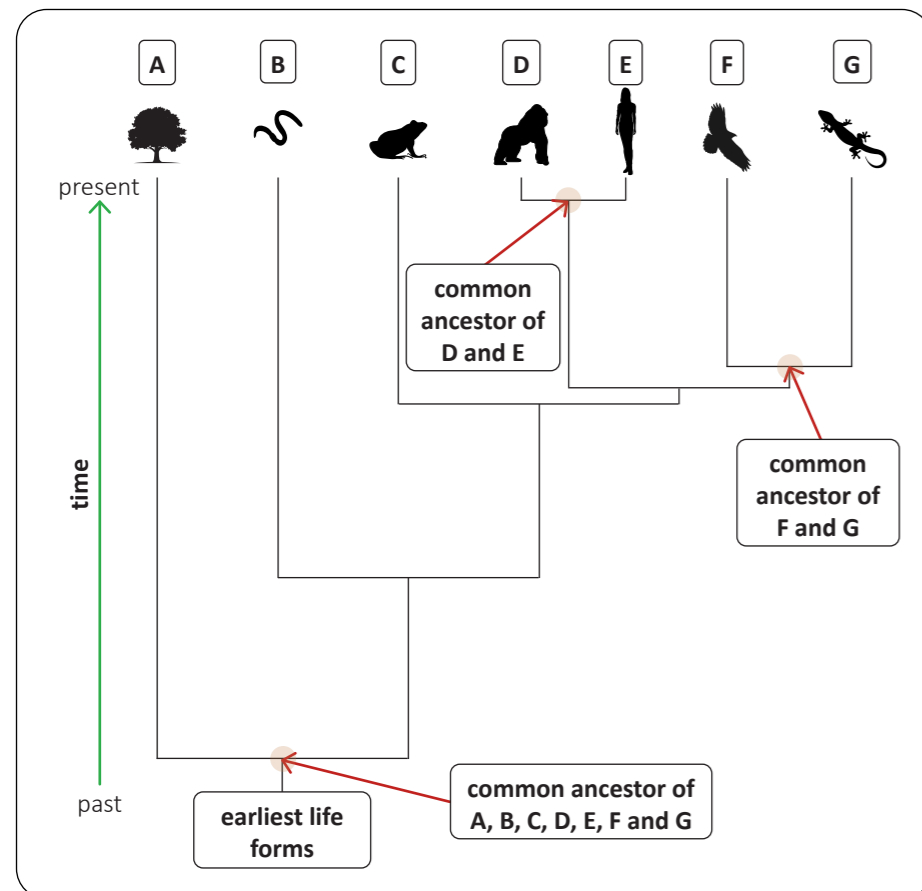 A B C D E F G
present
common
ancestor of
D and E
common
ancestor of
F and G
time
past
earliest life
forms
common ancestor of
A, B, C, D, E, F and G